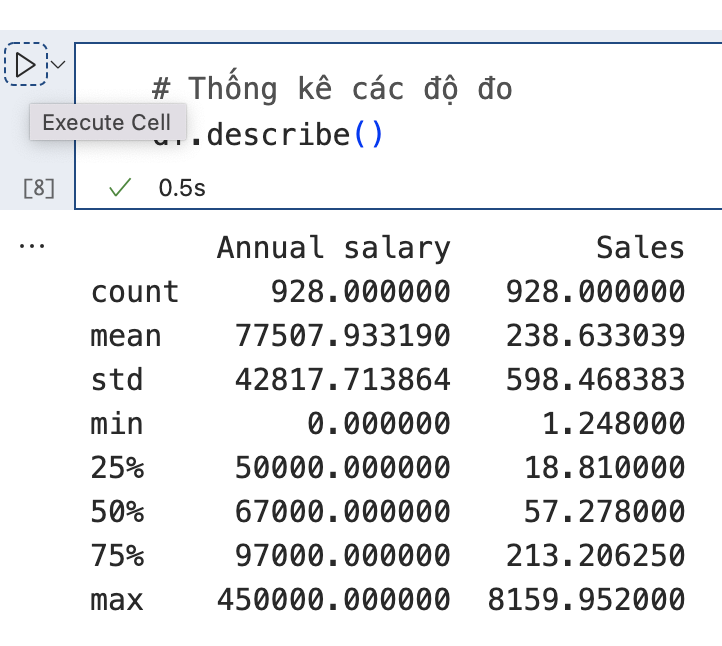 # Thống kê các độ đo
Execute Cell
.describe()
[8] 0.5s
...
Annual salary Sales
count 928.000000 928.000000
mean 77507.933190 238.633039
std 42817.713864 598.468383
min 0.000000 1.248000
25% 50000.000000 18.810000
50% 67000.000000 57.278000
75% 97000.000000 213.206250
max 450000.000000 8159.952000